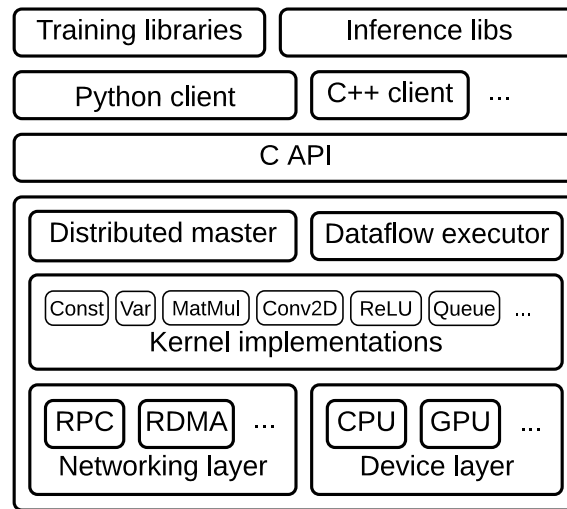 Training libraries Inference libs
Python client C++ client ...
C API
Distributed master Dataflow executor
Const Var MatMul Conv2D ReLU Queue ...
Kernel implementations
RPC RDMA ... CPU GPU ...
Networking layer Device layer